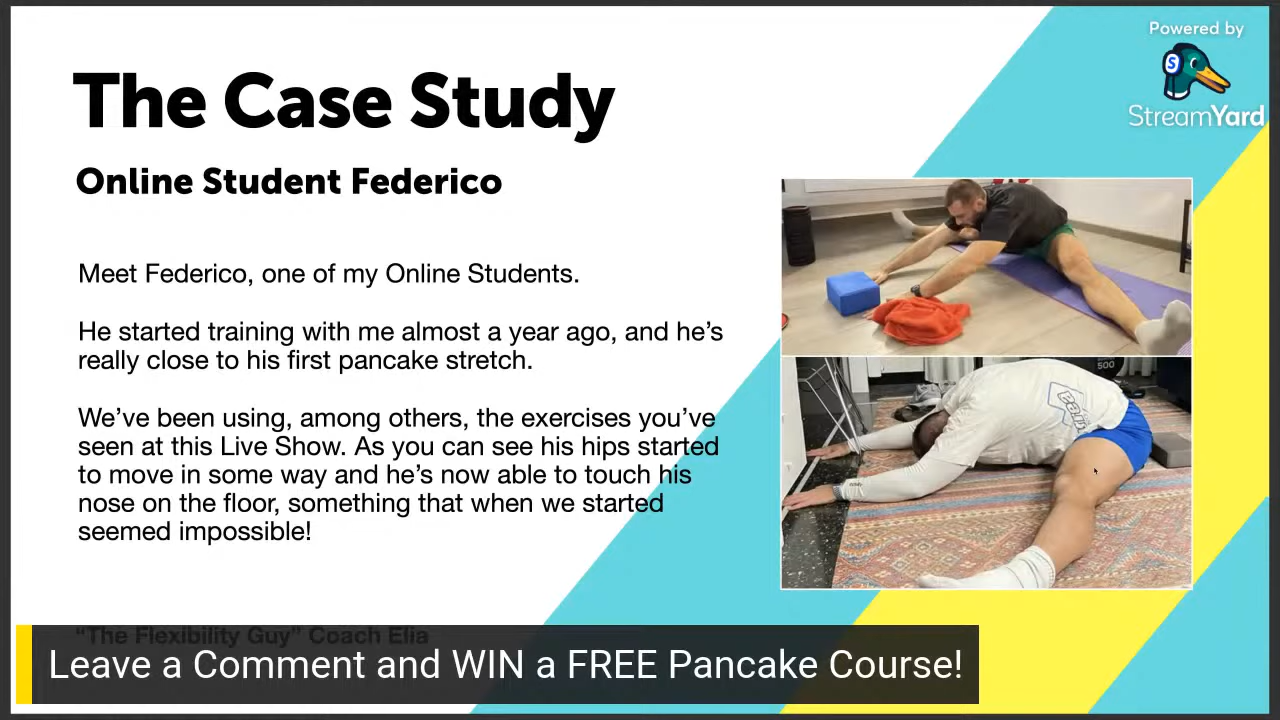 Powered by
StreamYard
The Case Study
Online Student Federico
Meet Federico, one of my Online Students.
He started training with me almost a year ago, and he's
really close to his first pancake stretch.
We've been using, among others, the exercises you've
seen at this Live Show. As you can see his hips started
to move in some way and he's now able to touch his
nose on the floor, something that when we started
seemed impossible!
500
“The Flexibility Guy” Coach Elia
Leave a Comment and WIN a FREE Pancake Course!